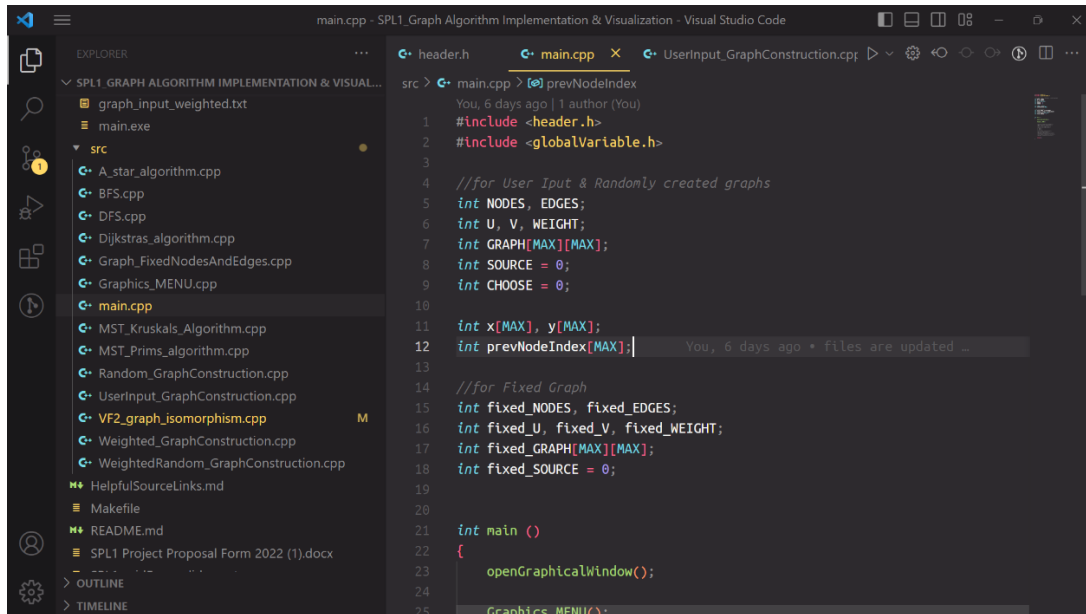 main.cpp - SPL1_Graph Algorithm Implementation & Visualization - Visual Studio Code
EXPLORER
SPL1_GRAPH ALGORITHM IMPLEMENTATION & VISUAL...
graph_input_weighted.txt
main.exe
src
A_star_algorithm.cpp
BFS.cpp
DFS.cpp
Dijkstras_algorithm.cpp
Graph_FixedNodesAndEdges.cpp
Graphics_MENU.cpp
main.cpp
MST_Kruskals_Algorithm.cpp
MST_Prims_algorithm.cpp
Random_GraphConstruction.cpp
UserInput_GraphConstruction.cpp
VF2_graph_isomorphism.cpp M
Weighted_GraphConstruction.cpp
WeightedRandom_GraphConstruction.cpp
HelpfulSourceLinks.md
Makefile
README.md
SPL1 Project Proposal Form 2022 (1).docx
OUTLINE
TIMELINE
1
header.h main.cpp UserInput_GraphConstruction.cpp
src > main.cpp > prevNodeIndex
You, 6 days ago | 1 author (You)
1 #include <header.h>
2 #include <globalVariable.h>
3
4 //for User Iput & Randomly created graphs
5 int NODES, EDGES;
6 int U, V, WEIGHT;
7 int GRAPH[MAX][MAX];
8 int SOURCE = 0;
9 int CHOOSE = 0;
10
11 int x[MAX], y[MAX];
12 int prevNodeIndex[MAX]; You, 6 days ago • files are updated …
13
14 //for Fixed Graph
15 int fixed_NODES, fixed_EDGES;
16 int fixed_U, fixed_V, fixed_WEIGHT;
17 int fixed_GRAPH[MAX][MAX];
18 int fixed_SOURCE = 0;
19
20
21 int main ()
22 {
23 openGraphicalWindow();
24
25 Graphics_MENU();